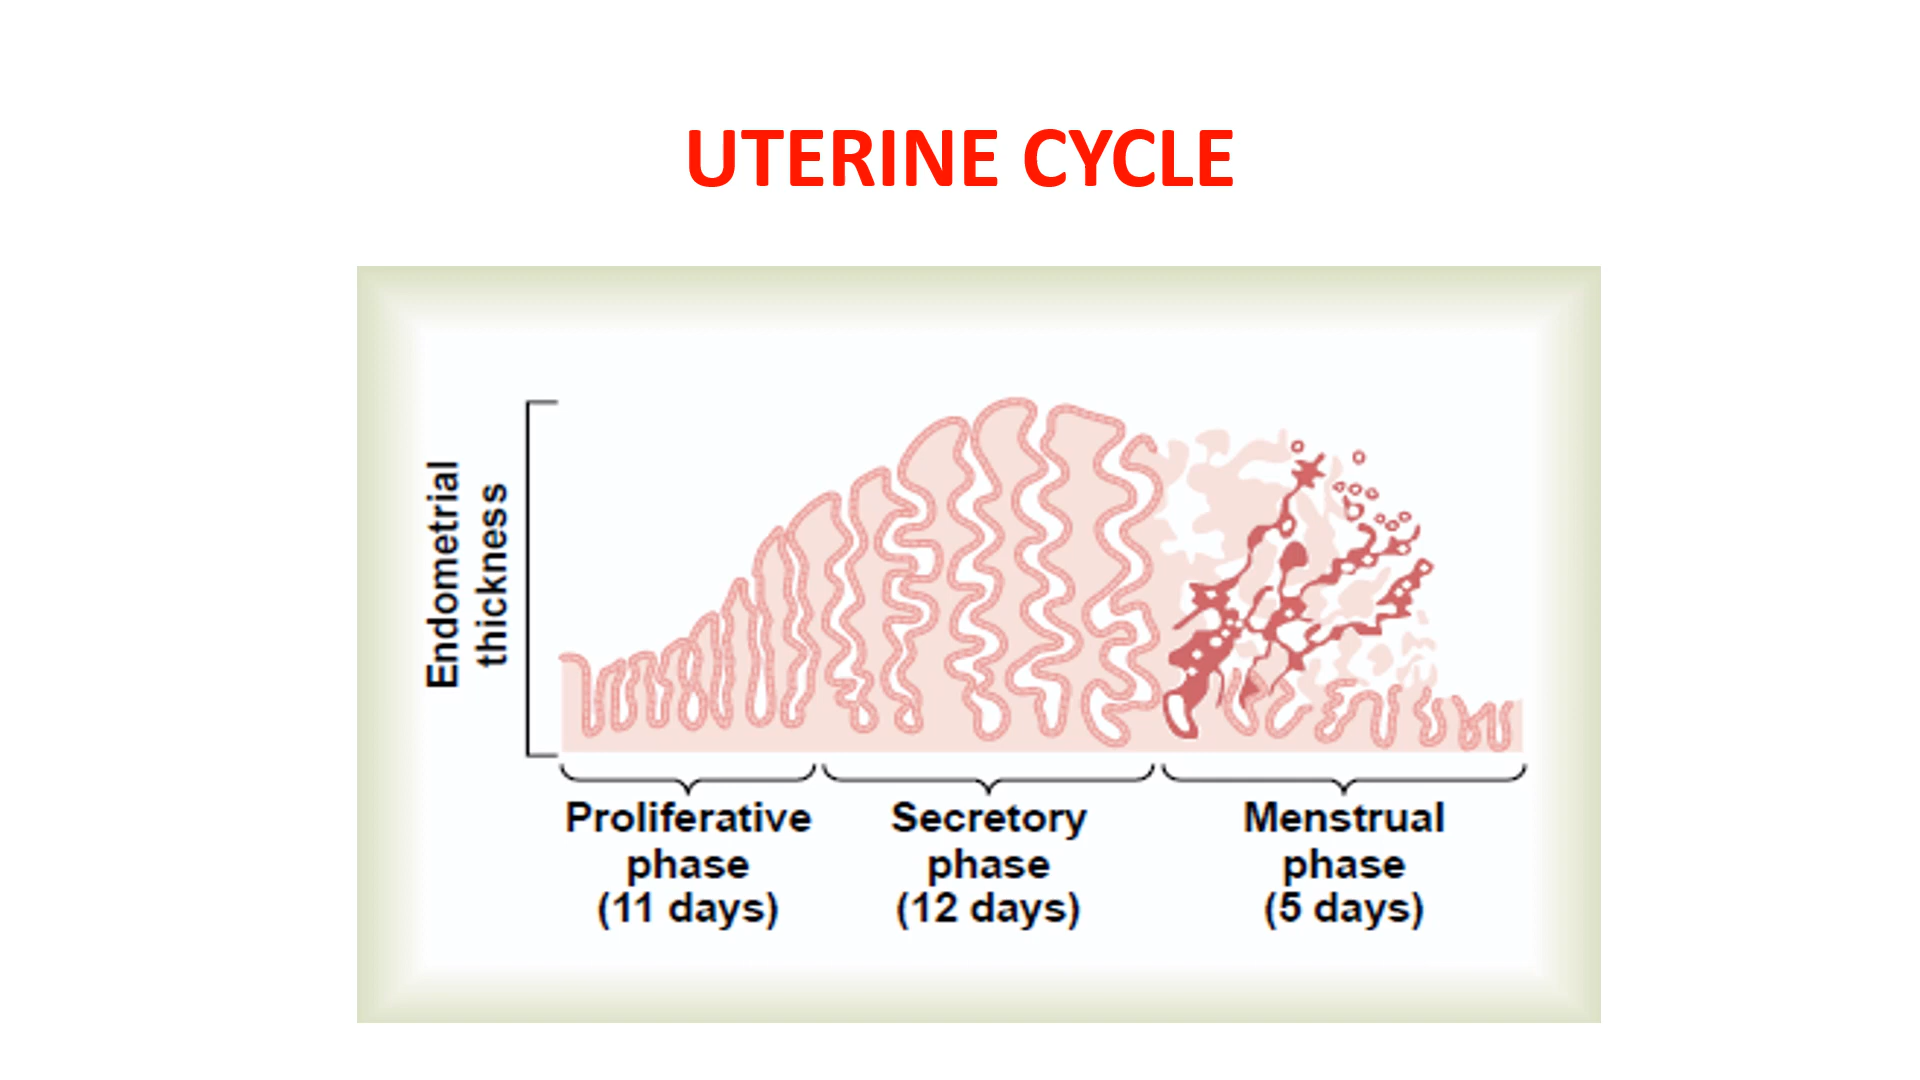 UTERINE CYCLE
Endometrial
thickness
Proliferative
phase
(11 days)
Secretory
phase
(12 days)
Menstrual
phase
(5 days)